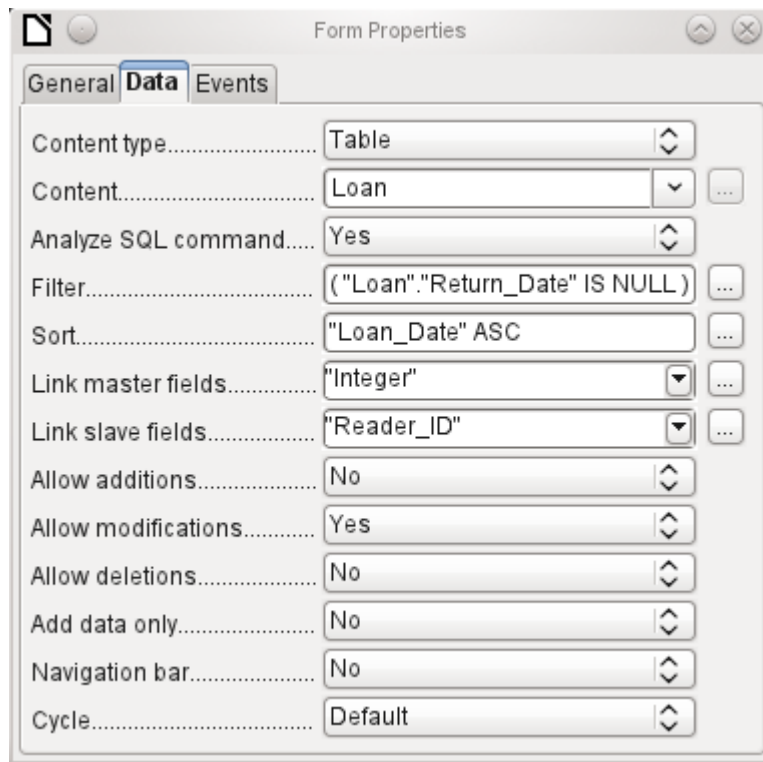 Form Properties
General Data Events
Content type........................ Table
Content................................. Loan ...
Analyze SQL command..... Yes
Filter.................................... ( "Loan"."Return_Date" IS NULL ) ...
Sort...................................... "Loan_Date" ASC ...
Link master fields.................. "Integer" ...
Link slave fields.................... "Reader_ID" ...
Allow additions..................... No
Allow modifications............... Yes
Allow deletions..................... No
Add data only........................ No
Navigation bar....................... No
Cycle.................................... Default